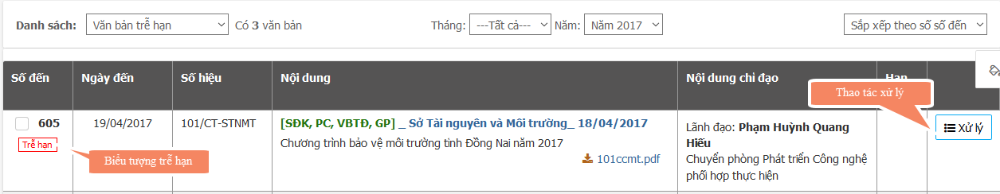 Danh sách: Văn bản trễ hạn Có 3 văn bản Tháng: ---Tất cả--- Năm: Năm 2017 Sắp xếp theo số số đến
Số đến Ngày đến Số hiệu Nội dung Nội dung chỉ đạo Hạn
Thao tác xử lý
605 19/04/2017 101/CT-STNMT [SĐK, PC, VBTĐ, GP] _ Sở Tài nguyên và Môi trường_ 18/04/2017
Lãnh đạo: Phạm Huỳnh Quang
Xử lý
Trễ hạn
Chương trình bảo vệ môi trường tỉnh Đồng Nai năm 2017
Hiếu
Biểu tượng trễ hạn
101ccmt.pdf
Chuyển phòng Phát triển Công nghệ
phối hợp thực hiện